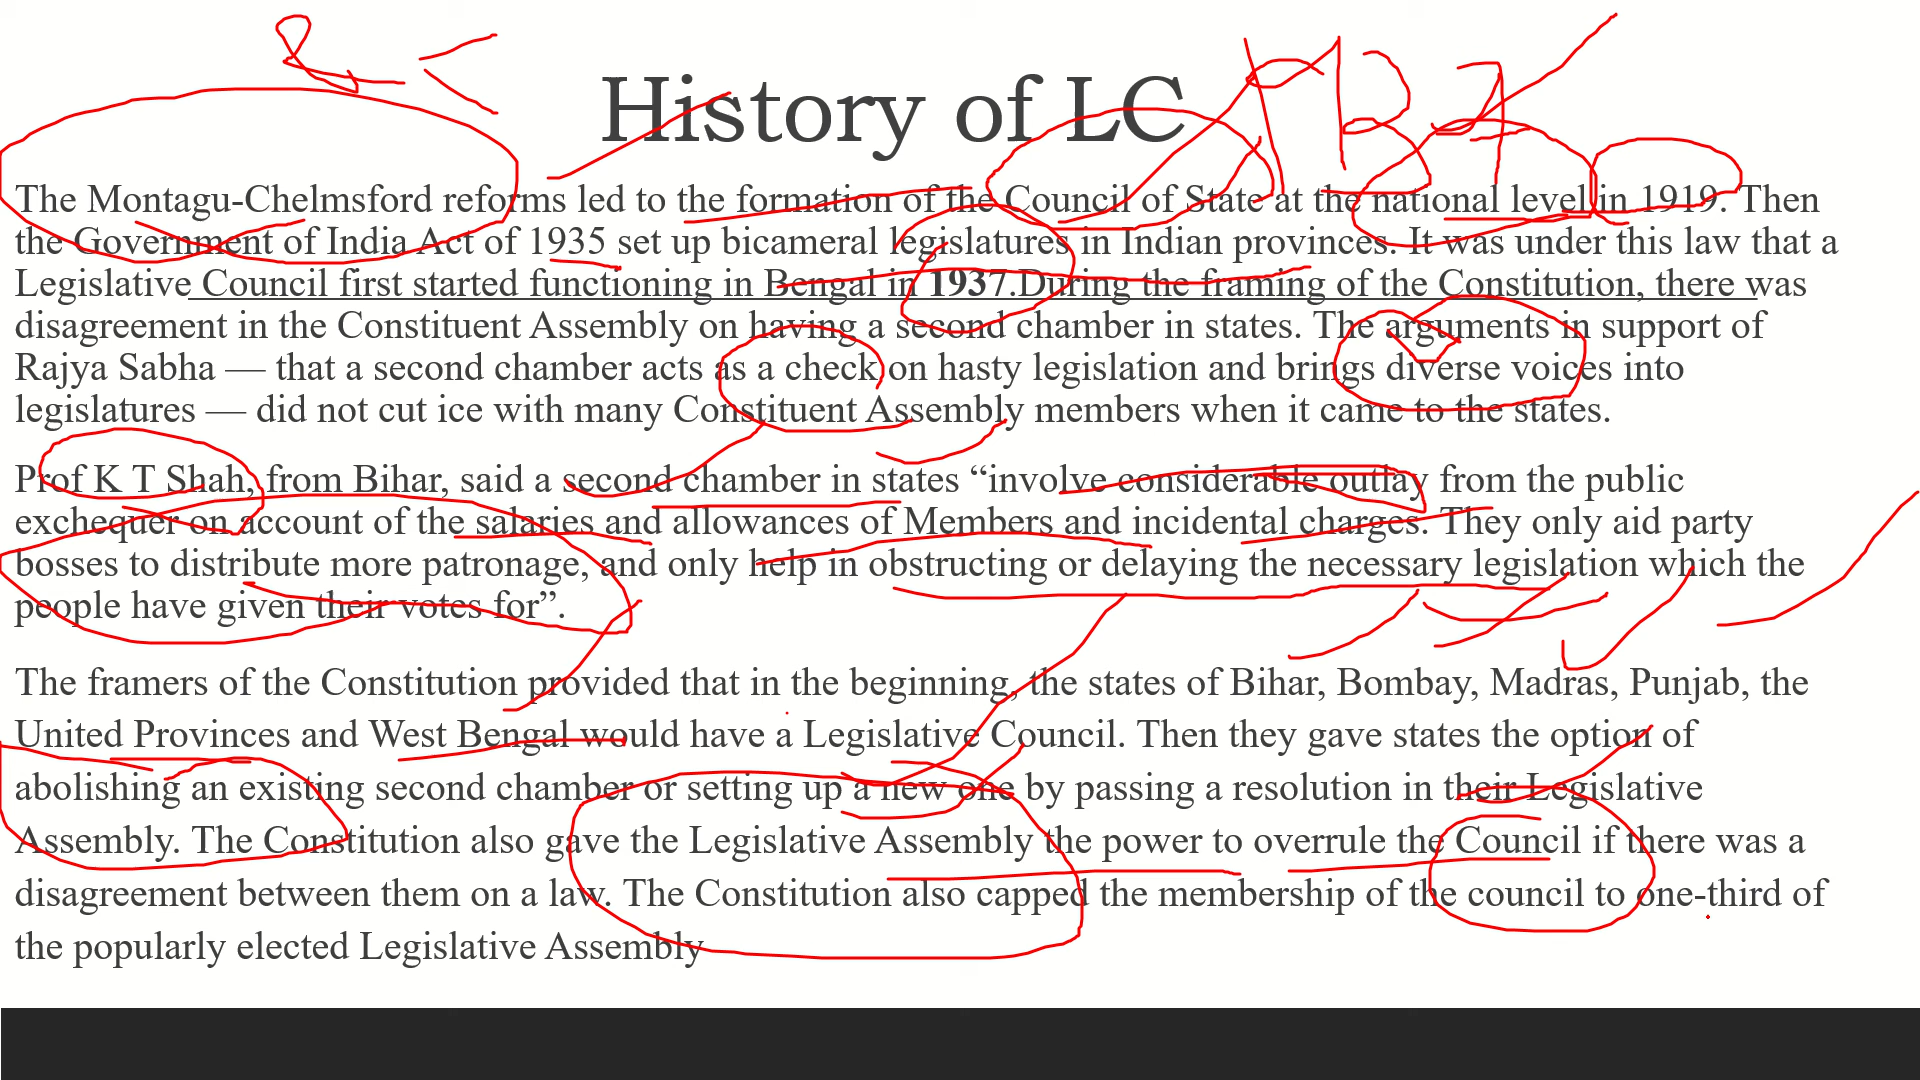 History of LC
The Montagu-Chelmsford reforms led to the formation of the Council of State at the national level in 1919. Then
the Government of India Act of 1935 set up bicameral legislatures in Indian provinces. It was under this law that a
Legislative Council first started functioning in Bengal in 1937.During the framing of the Constitution, there was
disagreement in the Constituent Assembly on having a second chamber in states. The arguments in support of
Rajya Sabha — that a second chamber acts as a check on hasty legislation and brings diverse voices into
legislatures — did not cut ice with many Constituent Assembly members when it came to the states.
Prof K T Shah, from Bihar, said a second chamber in states “involve considerable outlay from the public
exchequer on account of the salaries and allowances of Members and incidental charges. They only aid party
bosses to distribute more patronage, and only help in obstructing or delaying the necessary legislation which the
people have given their votes for”.
The framers of the Constitution provided that in the beginning, the states of Bihar, Bombay, Madras, Punjab, the
United Provinces and West Bengal would have a Legislative Council. Then they gave states the option of
abolishing an existing second chamber or setting up a new one by passing a resolution in their Legislative
Assembly. The Constitution also gave the Legislative Assembly the power to overrule the Council if there was a
disagreement between them on a law. The Constitution also capped the membership of the council to one-third of
the popularly elected Legislative Assembly